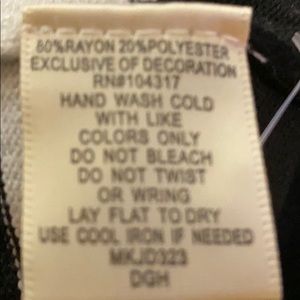 80% RAYON 20% POLYESTER
EXCLUSIVE OF DECORATION
RN#104317
HAND WASH COLD
WITH LIKE
COLORS ONLY
DO NOT BLEACH
DO NOT TWIST
OR WRING
LAY FLAT TO DRY
USE COOL IRON IF NEEDED
MKJD323
DGH